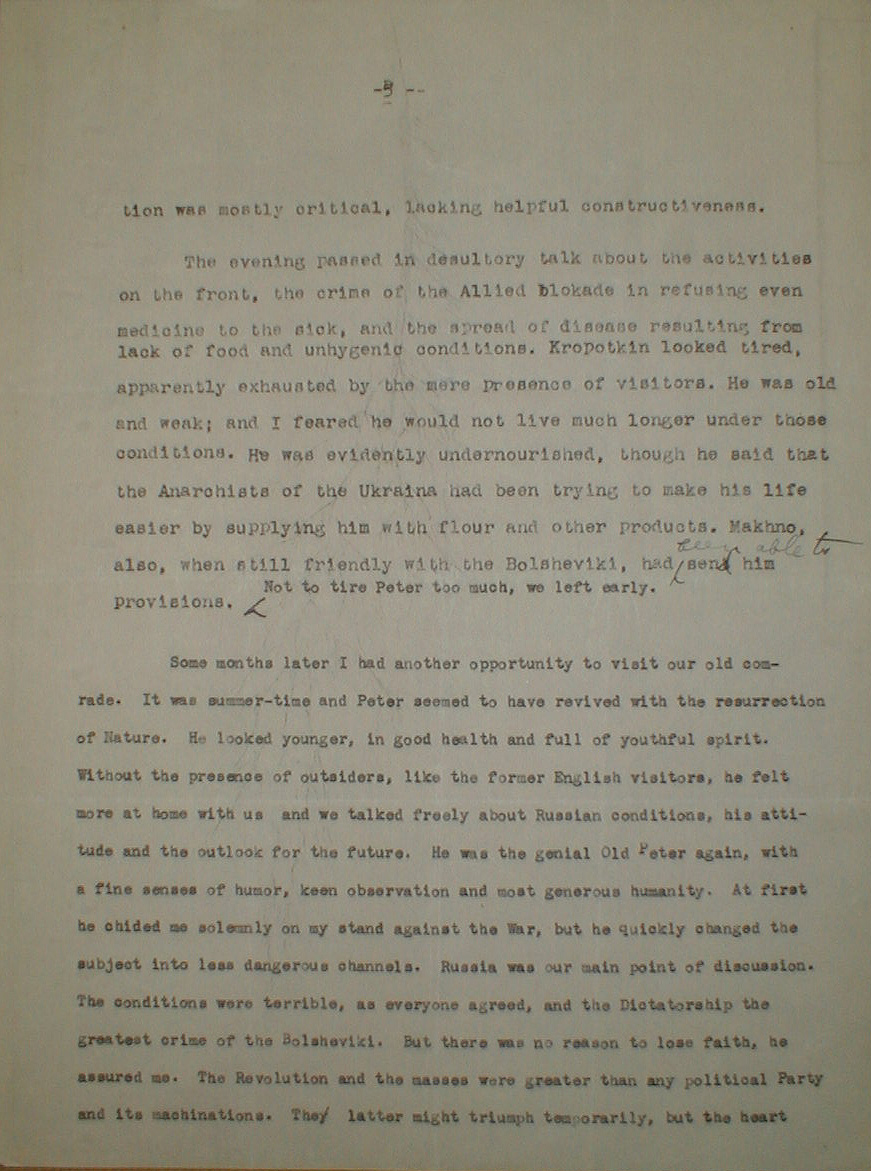 -5 --
tion was mostly critical, lacking helpful constructiveness.
The evening passed in desultory talk about the activities
on the front, the crime of the Allied blokade in refusing even
medicine to the sick, and the spread of disease resulting from
lack of food and unhygenic conditions. Kropotkin looked tired,
apparently exhausted by the mere presence of visitors. He was old
and weak; and I feared he would not live much longer under those
conditions. He was evidently undernourished, though he said that
the Anarchists of the Ukraina had been trying to make his life
easier by supplying him with flour and other products. Makhno,
been able to
also, when still friendly with the Bolsheviki, had send him
Not to tire Peter too much, we left early.
provisions.
Some months later I had another opportunity to visit our old com-
rade. It was summer-time and Peter seemed to have revived with the resurrection
of Nature. He looked younger, in good health and full of youthful spirit.
Without the presence of outsiders, like the former English visitors, he felt
more at home with us and we talked freely about Russian conditions, his atti-
tude and the outlook for the future. He was the genial Old Peter again, with
a fine senses of humor, keen observation and most generous humanity. At first
he chided me solemnly on my stand against the War, but he quickly changed the
subject into less dangerous channels. Russia was our main point of discussion.
The conditions were terrible, as everyone agreed, and the Dictatorship the
greatest crime of the Bolsheviki. But there was no reason to lose faith, he
assured me. The Revolution and the masses were greater than any political Party
and its machinations. The latter might triumph temporarily, but the heart